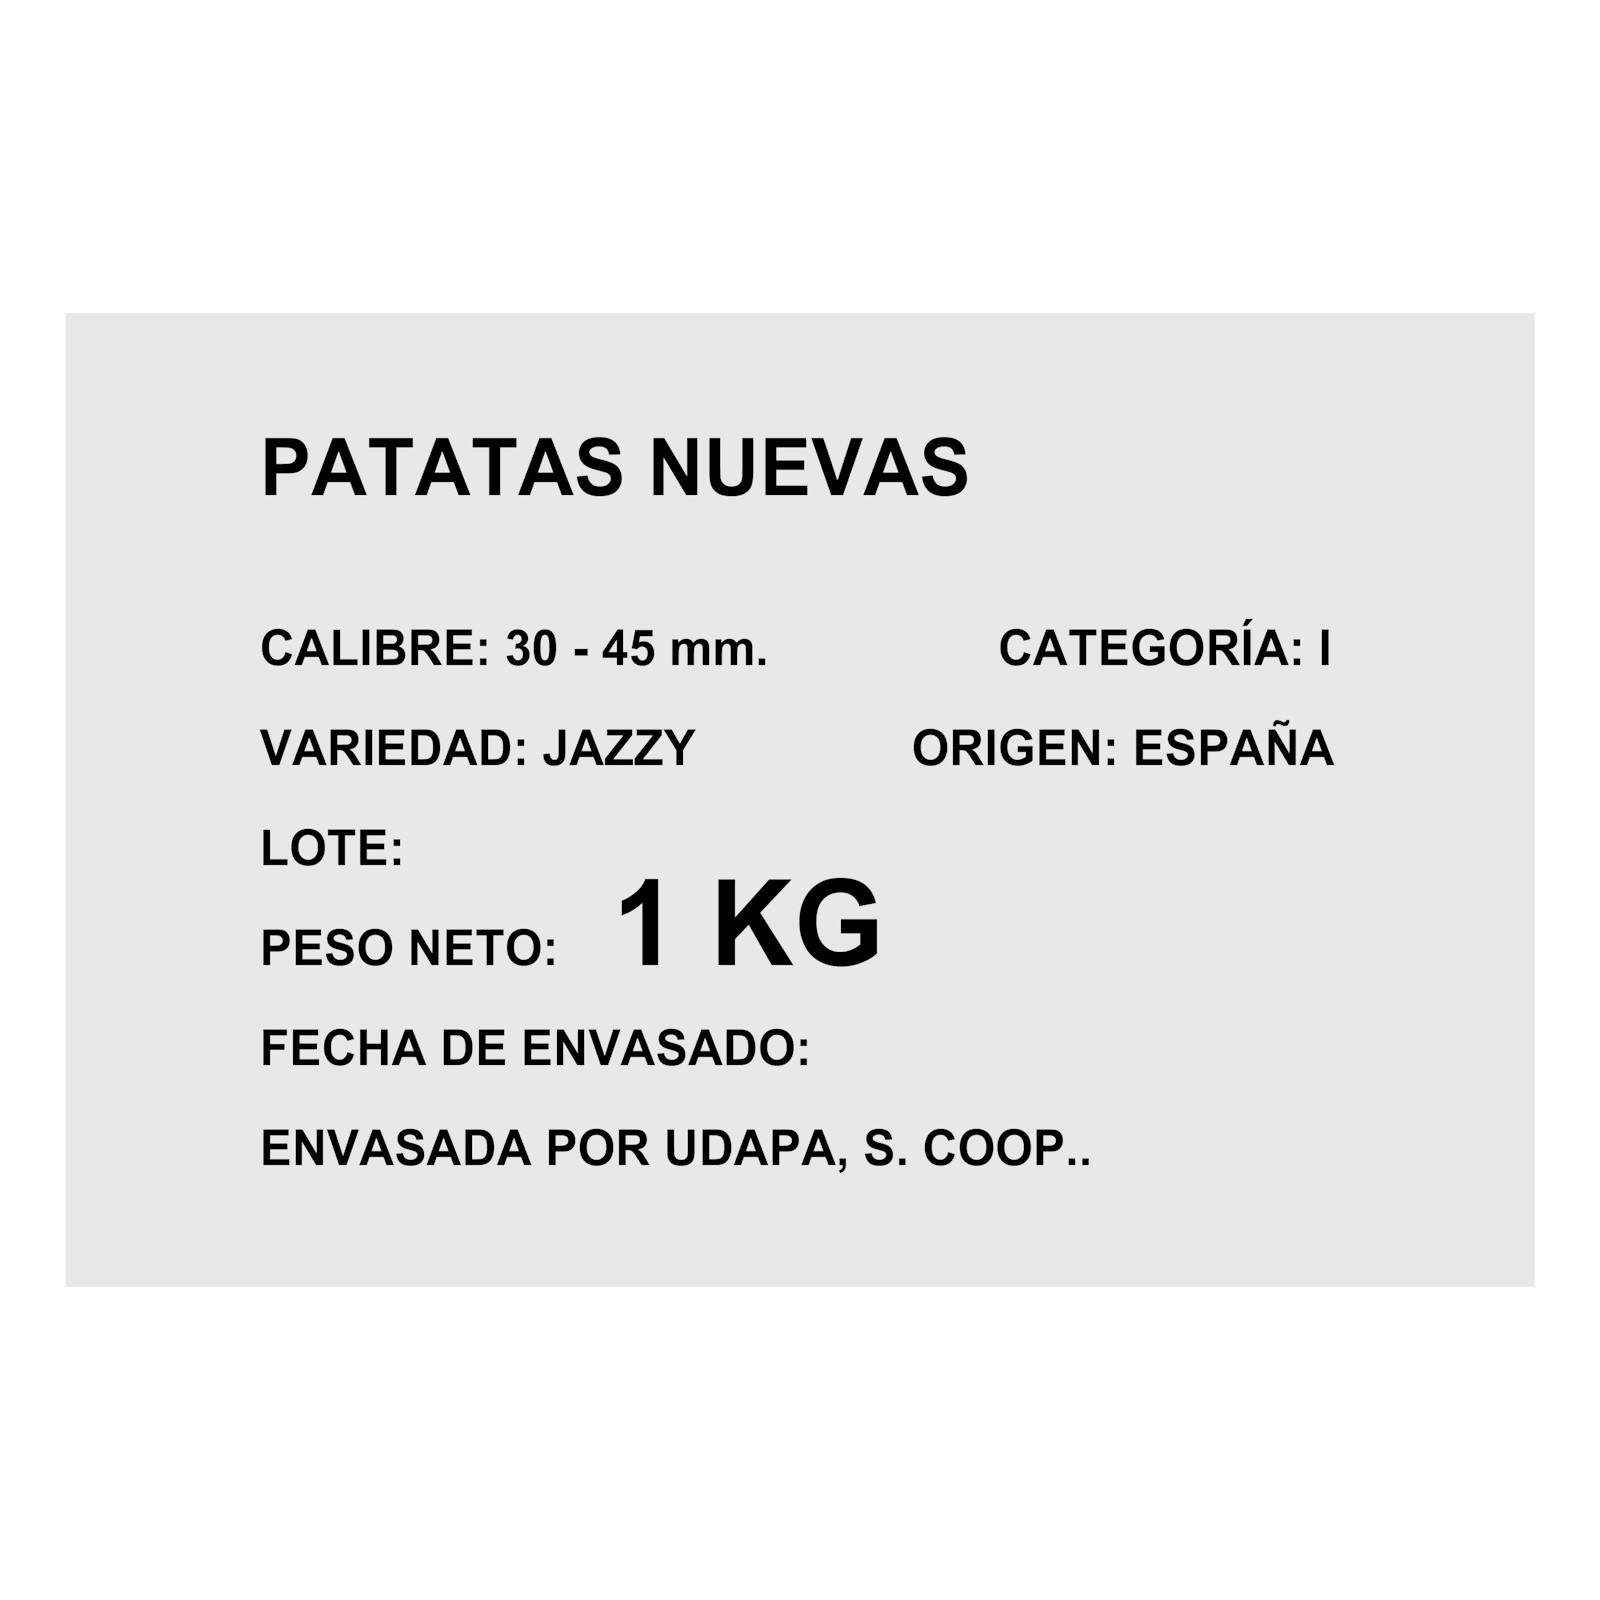 PATATAS NUEVAS
CALIBRE: 30 - 45 mm. CATEGORÍA: I
VARIEDAD: JAZZY ORIGEN: ESPAÑA
LOTE:
PESO NETO: 1 KG
FECHA DE ENVASADO:
ENVASADA POR UDAPA, S. COOP..